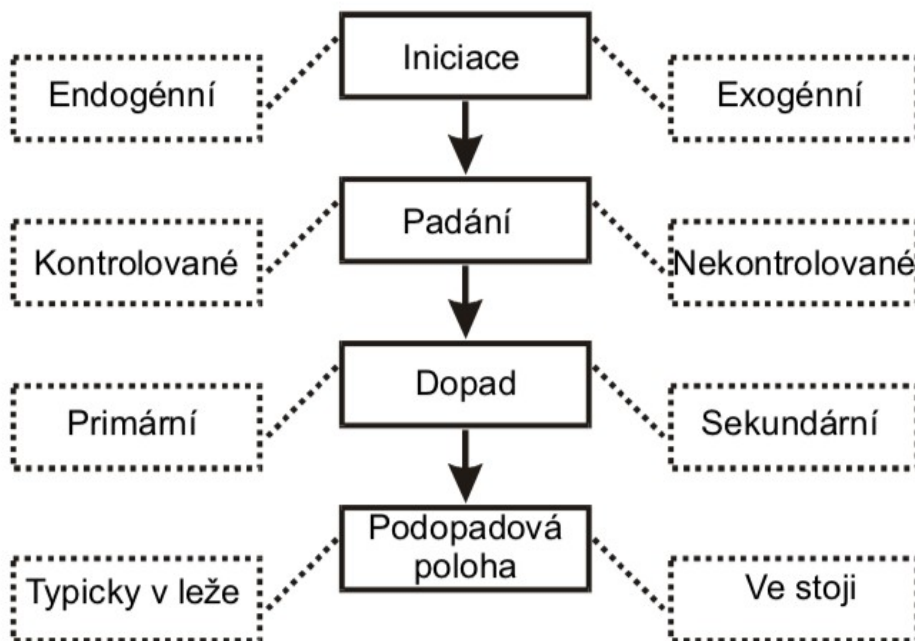 Iniciace
Endogénní
Exogénní
Padání
Kontrolované
Nekontrolované
Dopad
Primární
Sekundární
Podopadová
poloha
Typicky v leže
Ve stoji